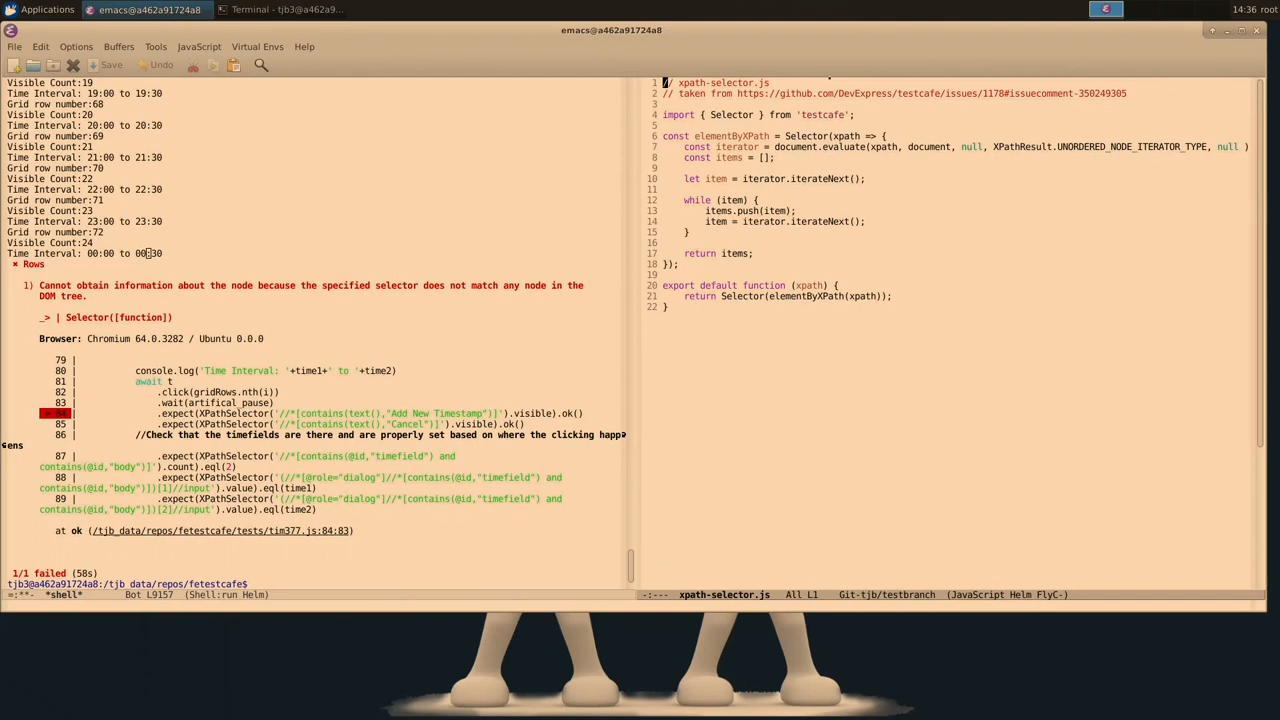 Applications
emacs@a462a91724a8
Terminal - tjb3@a462a9...
14:36 root
emacs@a462a91724a8
File Edit Options Buffers Tools JavaScript Virtual Envs Help
Save Undo
Visible Count:19
Time Interval: 19:00 to 19:30
Grid row number:68
Visible Count:20
Time Interval: 20:00 to 20:30
Grid row number:69
Visible Count:21
Time Interval: 21:00 to 21:30
Grid row number:70
Visible Count:22
Time Interval: 22:00 to 22:30
Grid row number:71
Visible Count:23
Time Interval: 23:00 to 23:30
Grid row number:72
Visible Count:24
Time Interval: 00:00 to 00:30
✖ Rows
1) Cannot obtain information about the node because the specified selector does not match any node in the
DOM tree.
_> | Selector([function])
Browser: Chromium 64.0.3282 / Ubuntu 0.0.0
79 |
80 | console.log('Time Interval: '+time1+' to '+time2)
81 | await t
82 | .click(gridRows.nth(i))
83 | .wait(artifical_pause)
> 84 | .expect(XPathSelector('//*[contains(text(),"Add New Timestamp")]').visible).ok()
85 | .expect(XPathSelector('//*[contains(text(),"Cancel")]').visible).ok()
86 | //Check that the timefields are there and are properly set based on where the clicking happ
ens
87 | .expect(XPathSelector('//*[contains(@id,"timefield") and
contains(@id,"body")]').count).eql(2)
88 | .expect(XPathSelector('(//*[@role="dialog"]//*[contains(@id,"timefield") and
contains(@id,"body")])[1]//input').value).eql(time1)
89 | .expect(XPathSelector('(//*[@role="dialog"]//*[contains(@id,"timefield") and
contains(@id,"body")])[2]//input').value).eql(time2)
at ok (/tjb_data/repos/fetestcafe/tests/tim377.js:84:83)
1/1 failed (58s)
tjb3@a462a91724a8:/tjb_data/repos/fetestcafe$
=:**- *shell* Bot L9157 (Shell:run Helm)
1 // xpath-selector.js
2 // taken from https://github.com/DevExpress/testcafe/issues/1178#issuecomment-350249305
3
4 import { Selector } from 'testcafe';
5
6 const elementByXPath = Selector(xpath => {
7 const iterator = document.evaluate(xpath, document, null, XPathResult.UNORDERED_NODE_ITERATOR_TYPE, null )
8 const items = [];
9
10 let item = iterator.iterateNext();
11
12 while (item) {
13 items.push(item);
14 item = iterator.iterateNext();
15 }
16
17 return items;
18 });
19
20 export default function (xpath) {
21 return Selector(elementByXPath(xpath));
22 }
-:--- xpath-selector.js All L1 Git-tjb/testbranch (JavaScript Helm FlyC-)